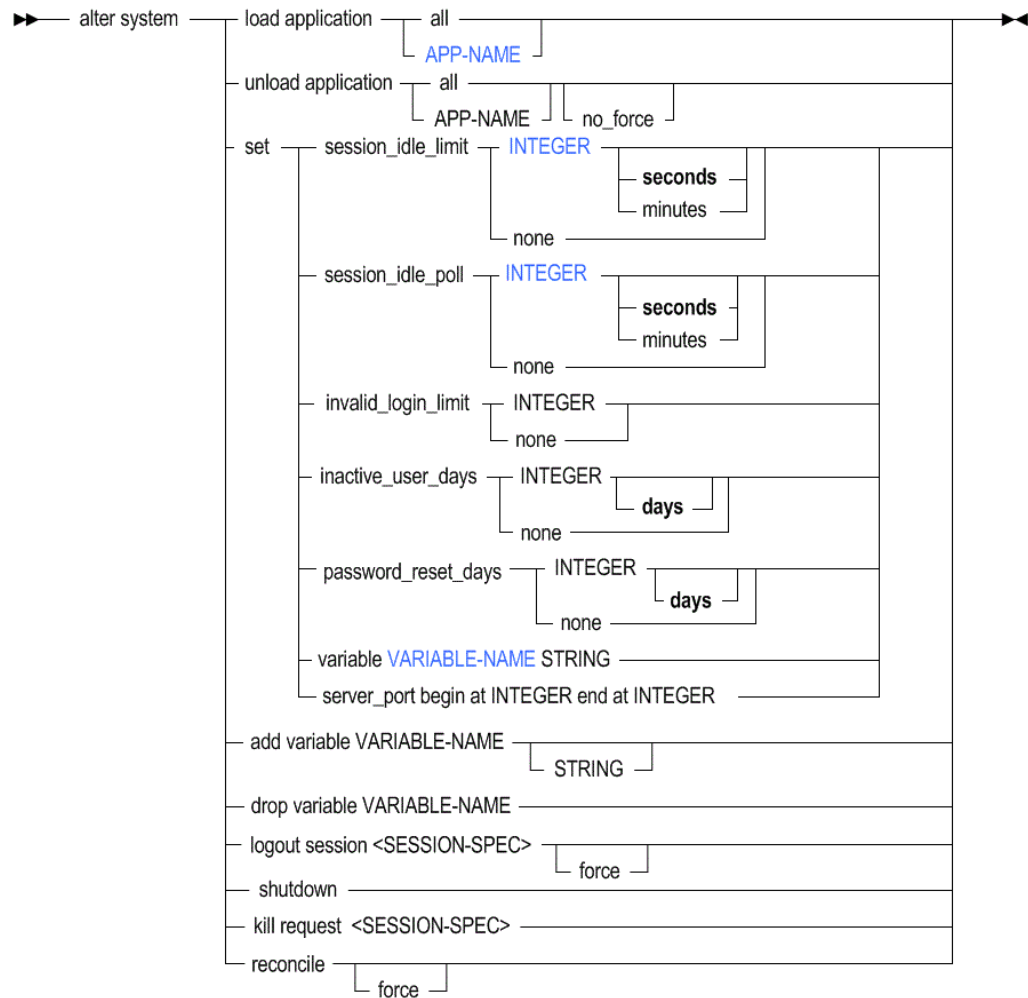 alter system load application all
APP-NAME
unload application all
APP-NAME no_force
set session_idle_limit INTEGER
seconds
minutes
none
session_idle_poll INTEGER
seconds
minutes
none
invalid_login_limit INTEGER
none
inactive_user_days INTEGER
days
none
password_reset_days INTEGER
days
none
variable VARIABLE-NAME STRING
server_port begin at INTEGER end at INTEGER
add variable VARIABLE-NAME
STRING
drop variable VARIABLE-NAME
logout session <SESSION-SPEC>
force
shutdown
kill request <SESSION-SPEC>
reconcile
force